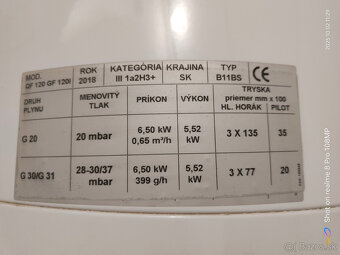 MOD.
QF 120 GF 120I
ROK
2018
KATEGÓRIA
III 1a2H3+
KRAJINA
SK
TYP
B11BS
CE
DRUH
PLYNU
MENOVITÝ
TLAK
PRÍKON
VÝKON
TRYSKA
priemer mm x 100
HL. HORÁK
PILOT
G 20
20 mbar
6,50 kW
0,65 m³/h
5,52
kW
3 X 135
35
G 30/G 31
28-30/37
mbar
6,50 kW
399 g/h
5,52
kW
3 X 77
20
Shot on realme 8 Pro 108MP
Bazos.sk